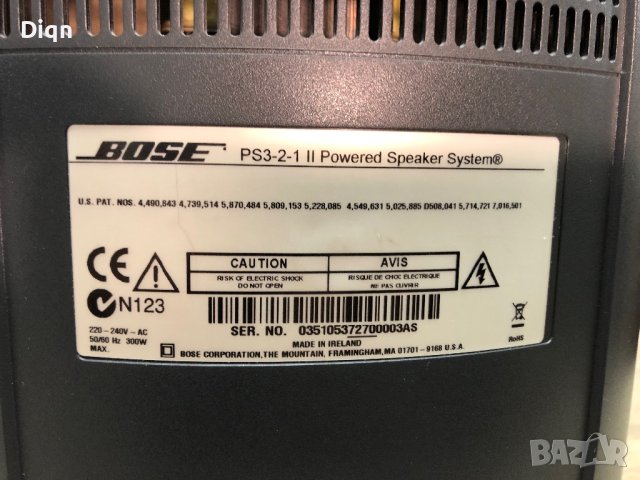 Diqn
BOSE PS3-2-1 II Powered Speaker System®
U.S. PAT. NOS. 4,490,843 4,739,514 5,870,484 5,809,153 5,228,085 4,549,631 5,025,885 D508,041 5,714,721 7,016,501
CE
CAUTION AVIS
RISK OF ELECTRIC SHOCK RISQUE DE CHOC ELECTRIQUE
DO NOT OPEN NE PAS OUVRIR
N123
220-240V~AC
50/60 Hz 300W
MAX.
SER. NO. 035105372700003AS
MADE IN IRELAND
BOSE CORPORATION, THE MOUNTAIN, FRAMINGHAM, MA 01701-9168 U.S.A.
RoHS
BAZAR